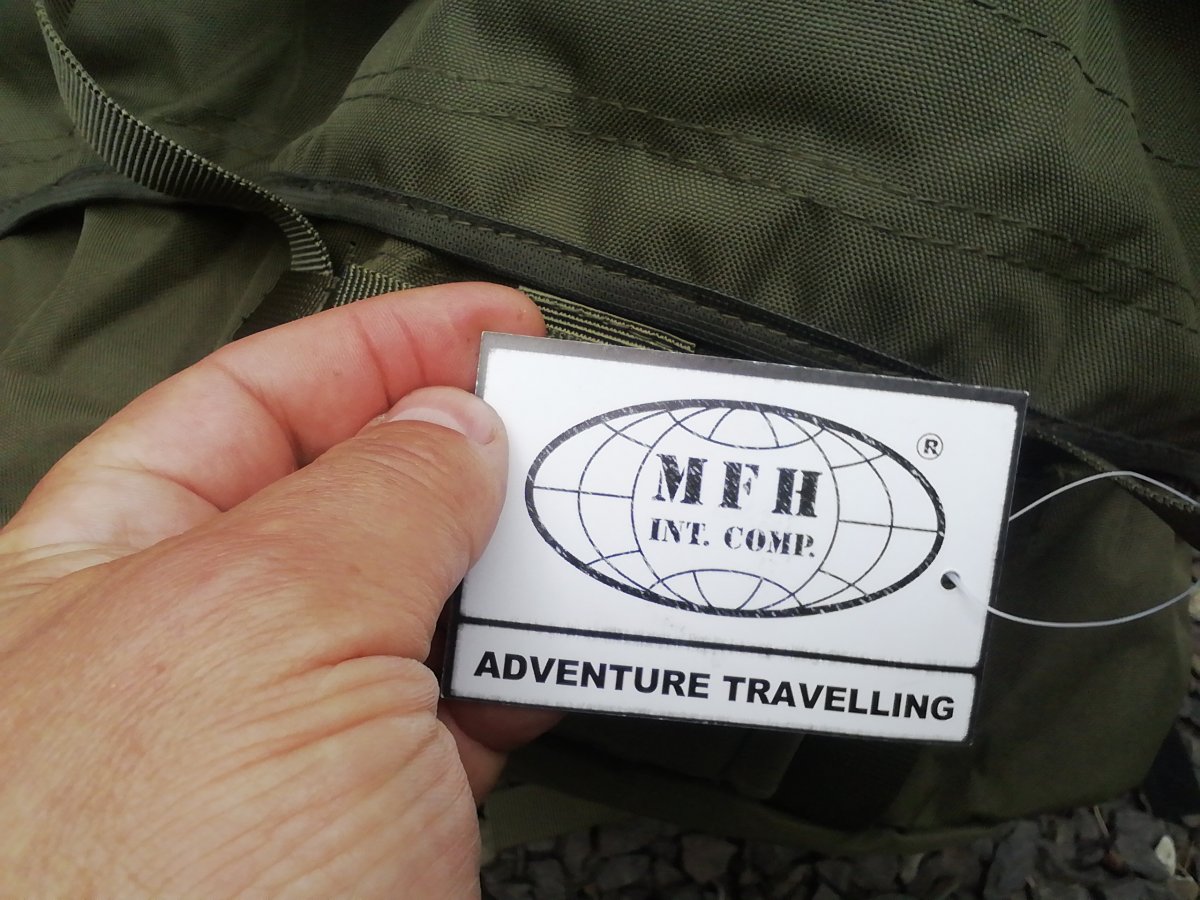 MFH
INT. COMP.
®
ADVENTURE TRAVELLING